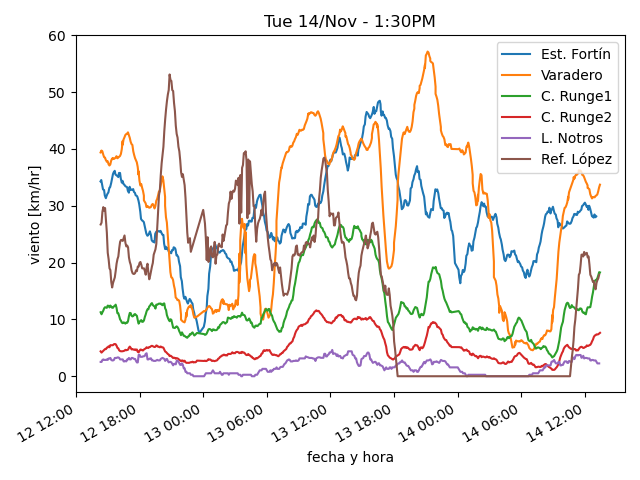 Tue 14/Nov - 1:30PM
60
50
40
30
20
10
0
viento [km/hr]
Est. Fortín
Varadero
C. Runge1
C. Runge2
L. Notros
Ref. López
12 12:00
12 18:00
13 00:00
13 06:00
13 12:00
13 18:00
14 00:00
14 06:00
14 12:00
fecha y hora